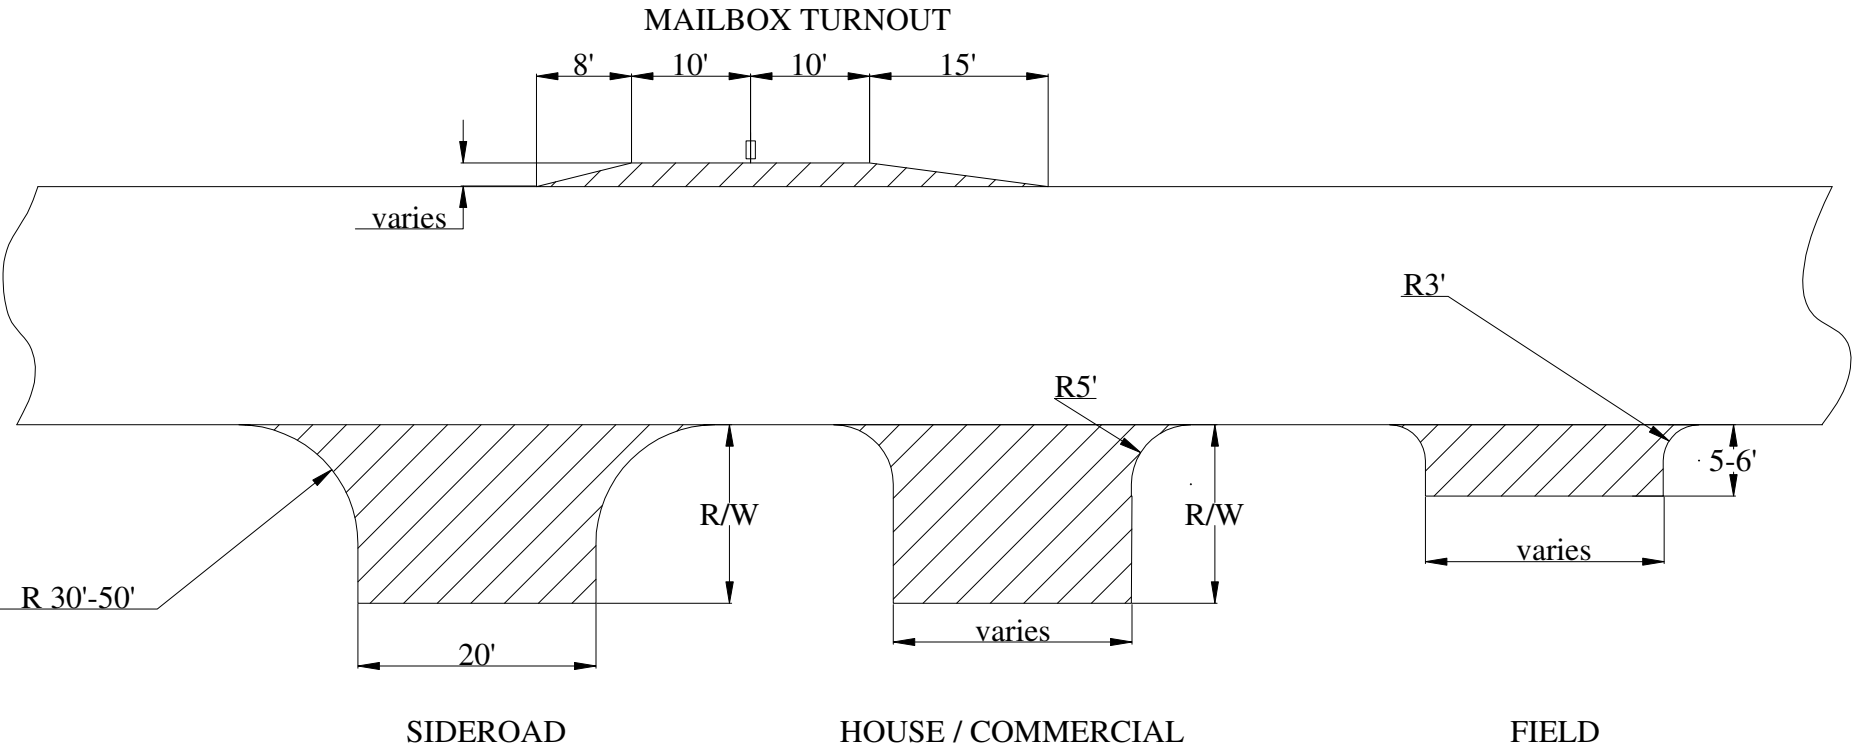 MAILBOX TURNOUT
8' 10' 10' 15'
varies
R3'
R5'
5-6'
R/W R/W
varies
R 30'-50'
varies
20'
SIDEROAD HOUSE / COMMERCIAL FIELD